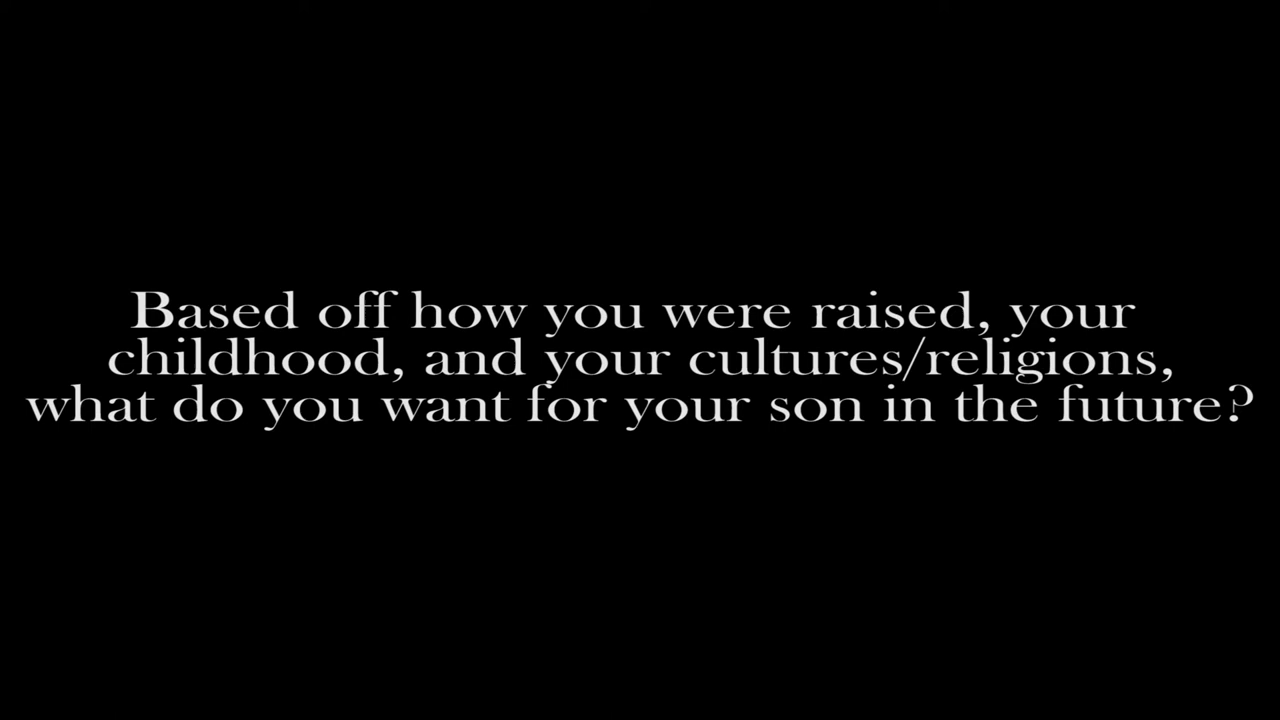 Based off how you were raised, your
childhood, and your cultures/religions,
what do you want for your son in the future?